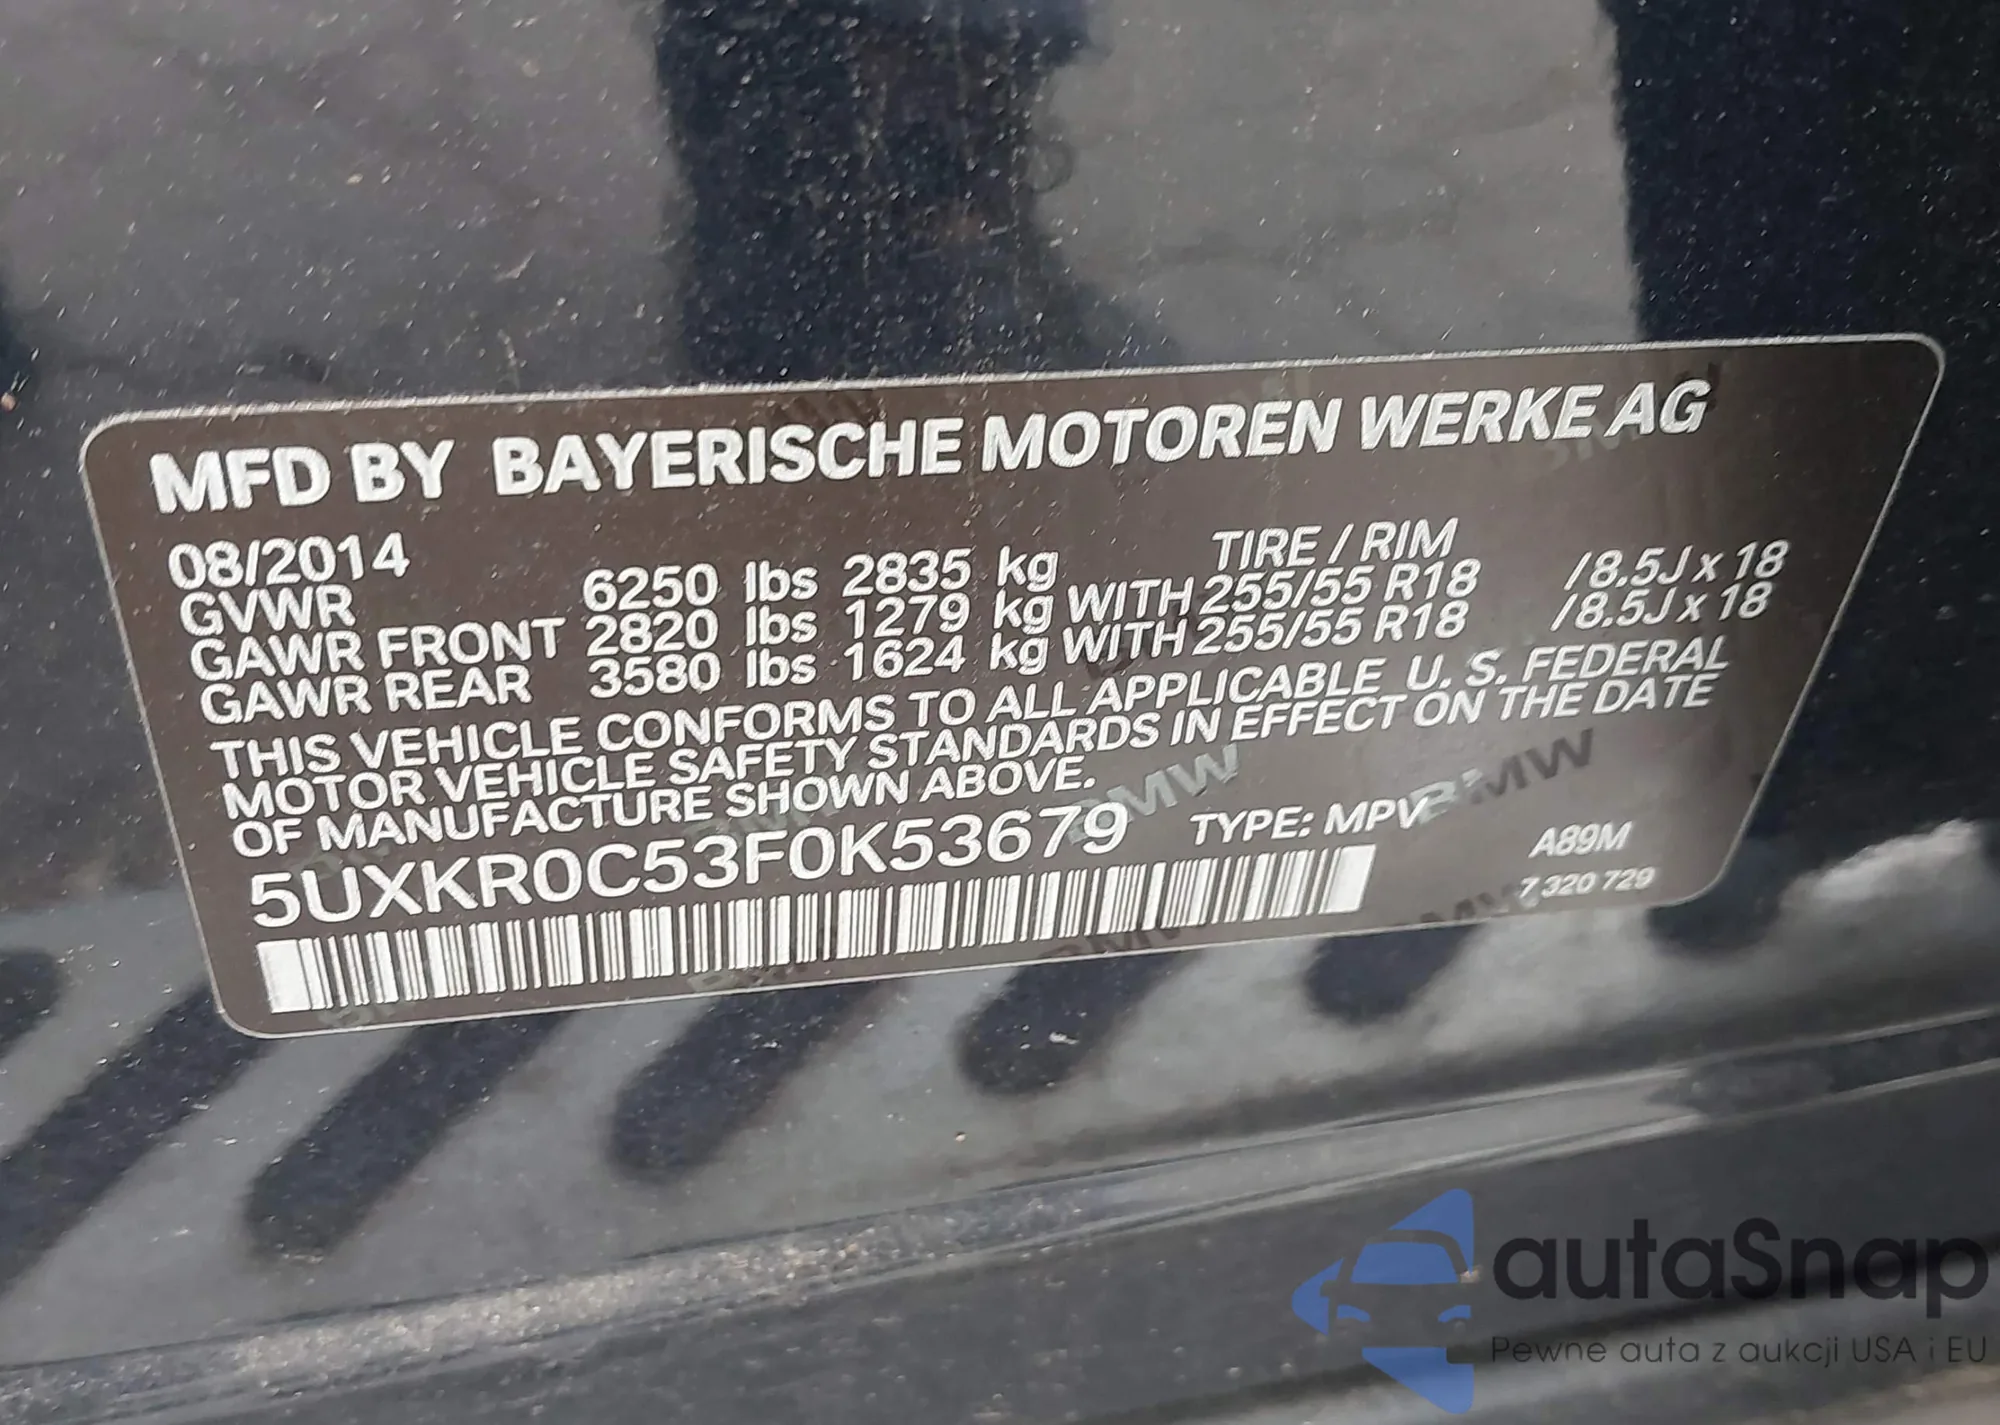 MFD BY BAYERISCHE MOTOREN WERKE AG
08/2014
TIRE / RIM
GVWR 6250 lbs 2835 kg
GAWR FRONT 2820 lbs 1279 kg WITH 255/55 R18 /8.5J x 18
GAWR REAR 3580 lbs 1624 kg WITH 255/55 R18 /8.5J x 18
THIS VEHICLE CONFORMS TO ALL APPLICABLE U. S. FEDERAL
MOTOR VEHICLE SAFETY STANDARDS IN EFFECT ON THE DATE
OF MANUFACTURE SHOWN ABOVE.
5UXKR0C53F0K53679 TYPE: MPV
A89M
7 320 729
BMW
BMW
BMW
autaSnap
Pewne auta z aukcji USA i EU